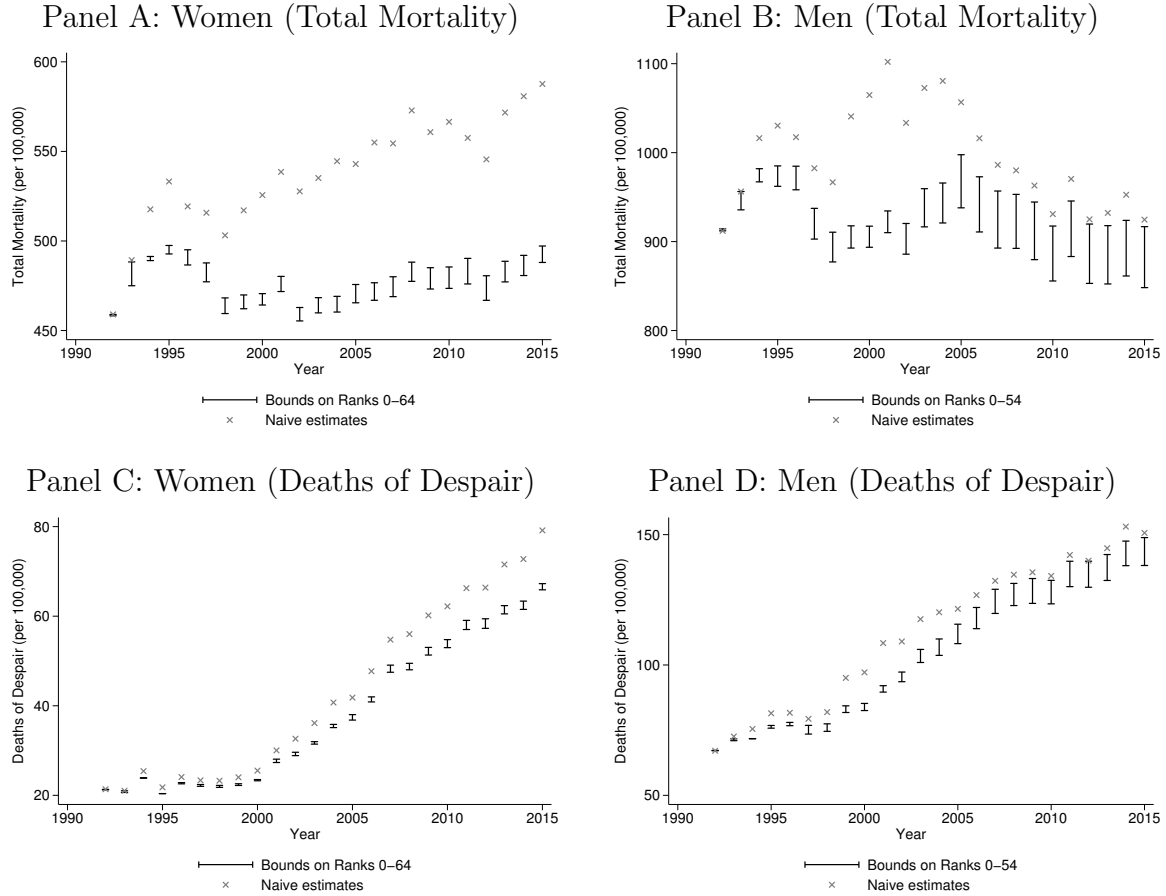 Panel A: Women (Total Mortality)
Total Mortality (per 100,000)
600
550
500
450
1990 1995 2000 2005 2010 2015
Year
Bounds on Ranks 0−64
Naive estimates
Panel B: Men (Total Mortality)
Total Mortality (per 100,000)
1100
1000
900
800
1990 1995 2000 2005 2010 2015
Year
Bounds on Ranks 0−54
Naive estimates
Panel C: Women (Deaths of Despair)
Deaths of Despair (per 100,000)
80
60
40
20
1990 1995 2000 2005 2010 2015
Year
Bounds on Ranks 0−64
Naive estimates
Panel D: Men (Deaths of Despair)
Deaths of Despair (per 100,000)
150
100
50
1990 1995 2000 2005 2010 2015
Year
Bounds on Ranks 0−54
Naive estimates